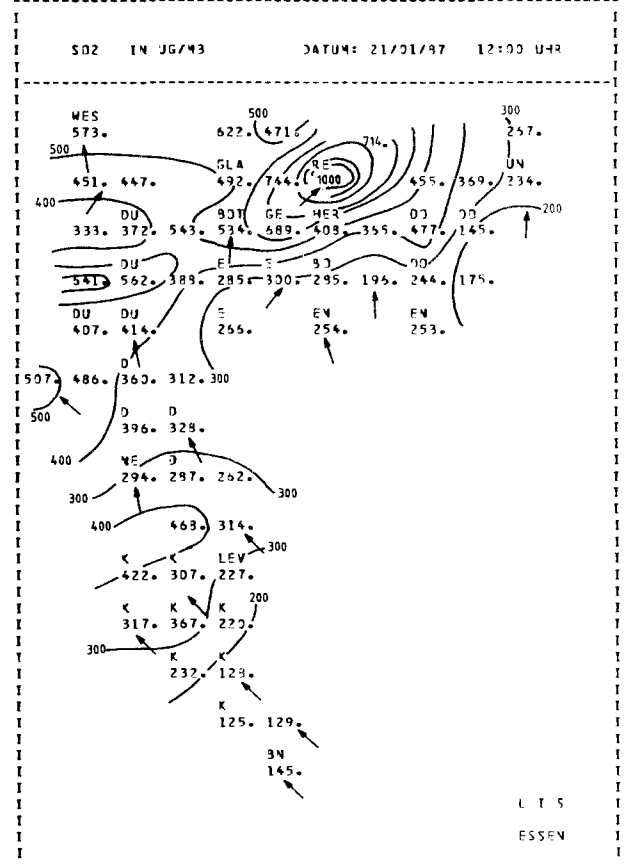 SO2 IN UG/M3 DATUM: 21/01/87 12:00 UHR
500 300
WES
573. 622. 471. 714. 267.
500 GLA RE UN
451. 447. 492. 744. 1000 455. 369. 234.
400 200
DU BOT GE HER DO DO
333. 372. 543. 534. 689. 408. 365. 477. 145.
DU E E BO DO
541. 562. 388. 285. 300. 285. 196. 244. 175.
DU DU E EN EN
407. 414. 266. 254. 253.
D
507. 486. 360. 312. 300
500 D D
396. 328.
400 ME D
294. 287. 262.
300 300
400 468. 314.
300
K K LEV
422. 307. 227.
200
K K K
317. 367. 220.
300 K K
232. 128.
K
125. 129.
BN
145.
L I S
ESSEN